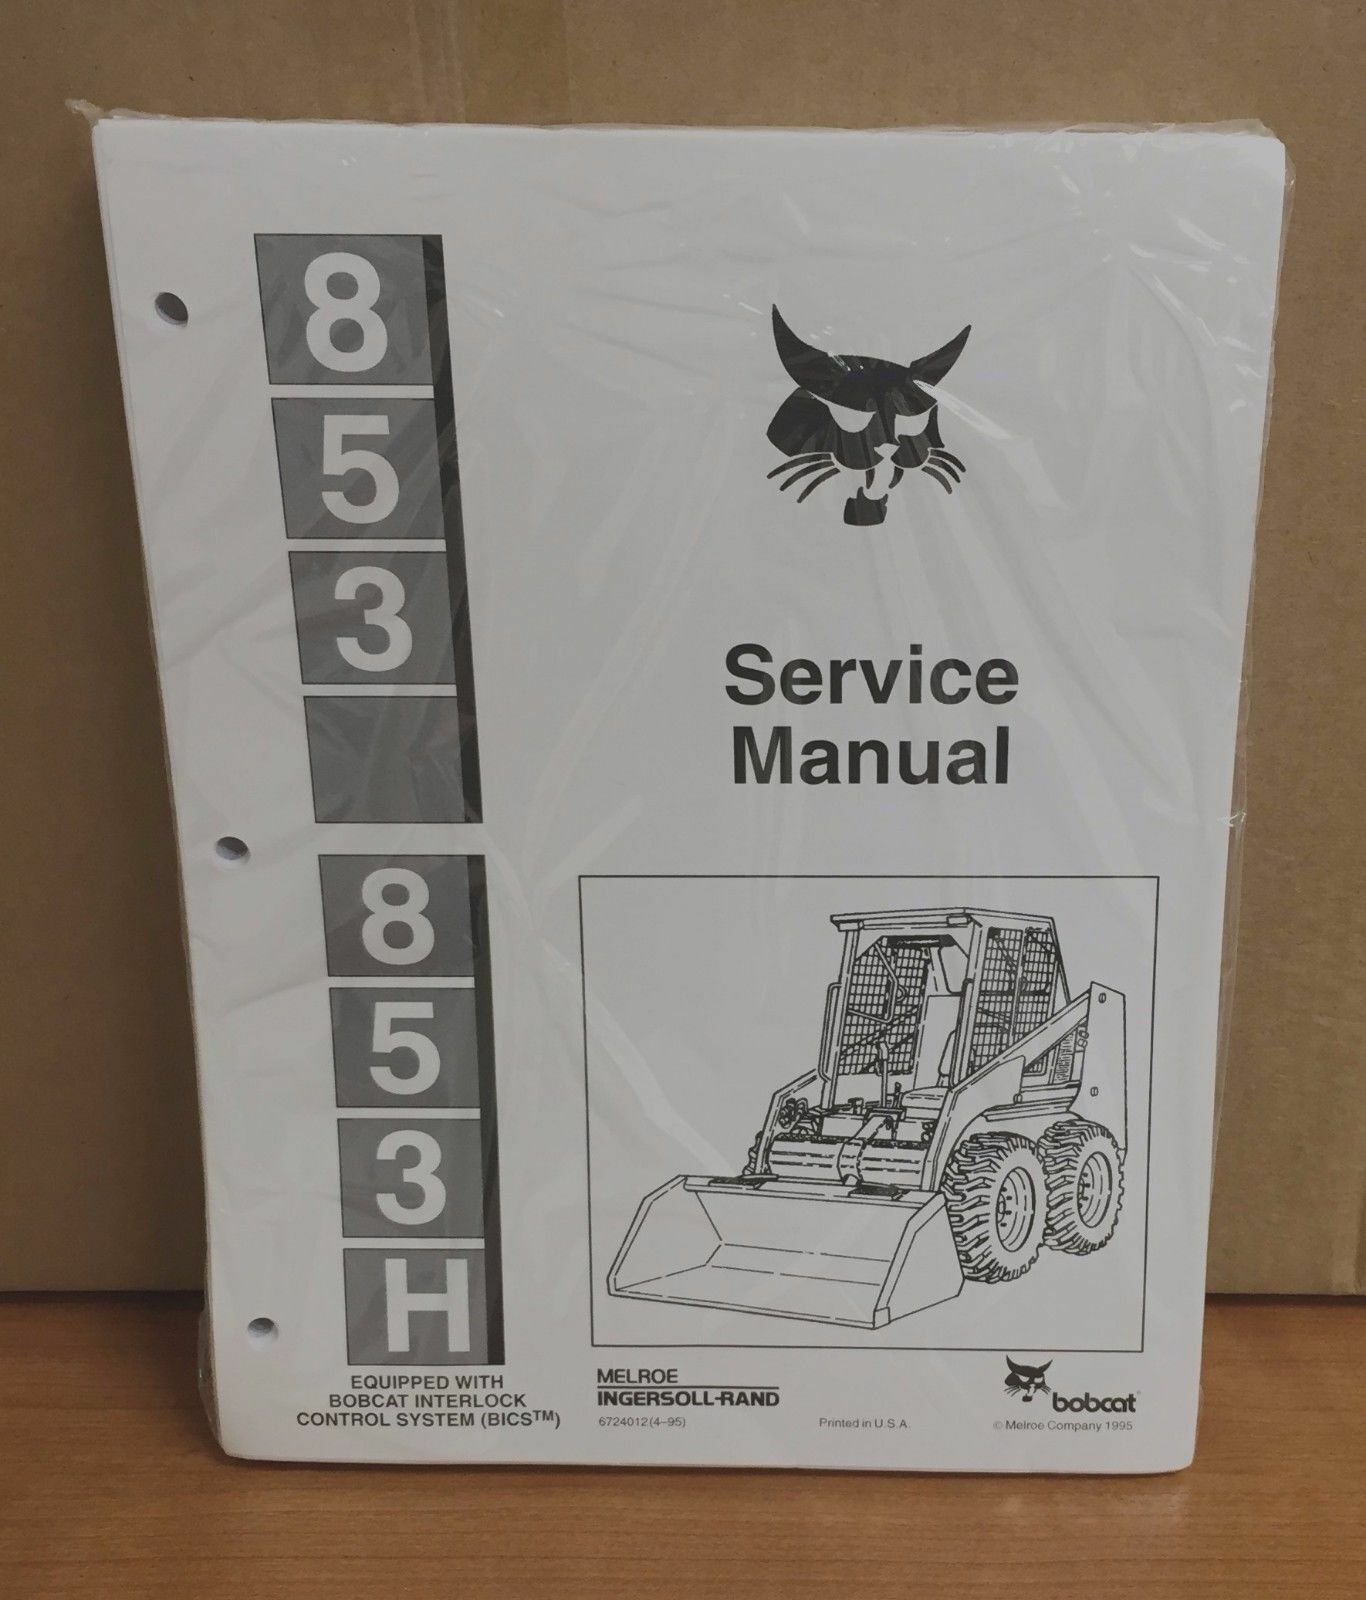 8
5
3
8
5
3
H
EQUIPPED WITH
BOBCAT INTERLOCK
CONTROL SYSTEM (BICS™)
Service
Manual
MELROE
INGERSOLL-RAND
6724012 (4–95)
Printed in U.S.A.
bobcat®
© Melroe Company 1995